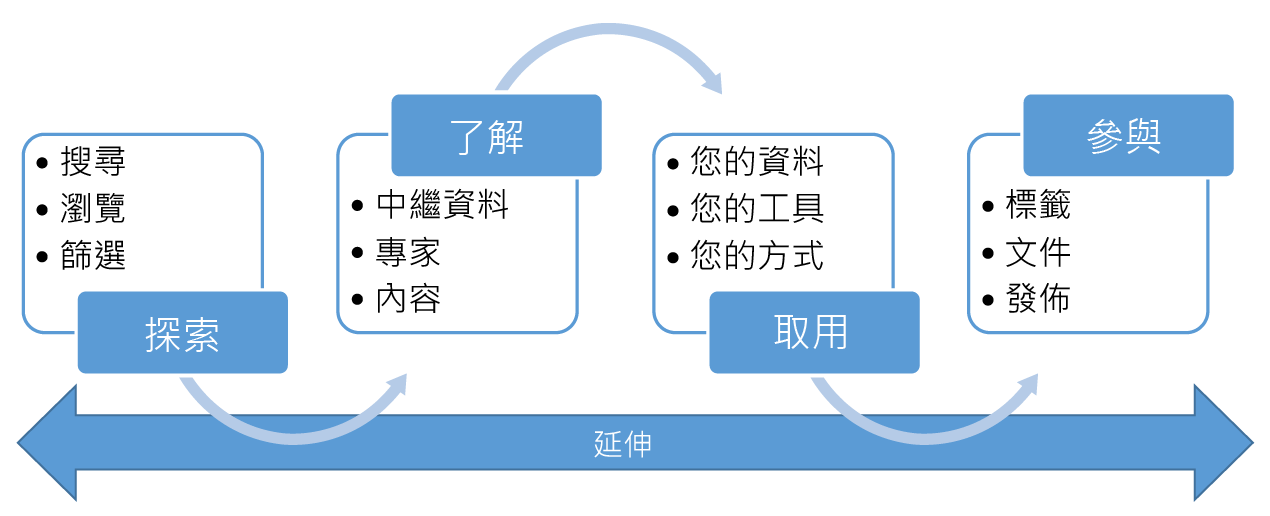 • 搜尋
• 瀏覽
• 篩選
探索
了解
• 中繼資料
• 專家
• 內容
• 您的資料
• 您的工具
• 您的方式
取用
參與
• 標籤
• 文件
• 發佈
延伸